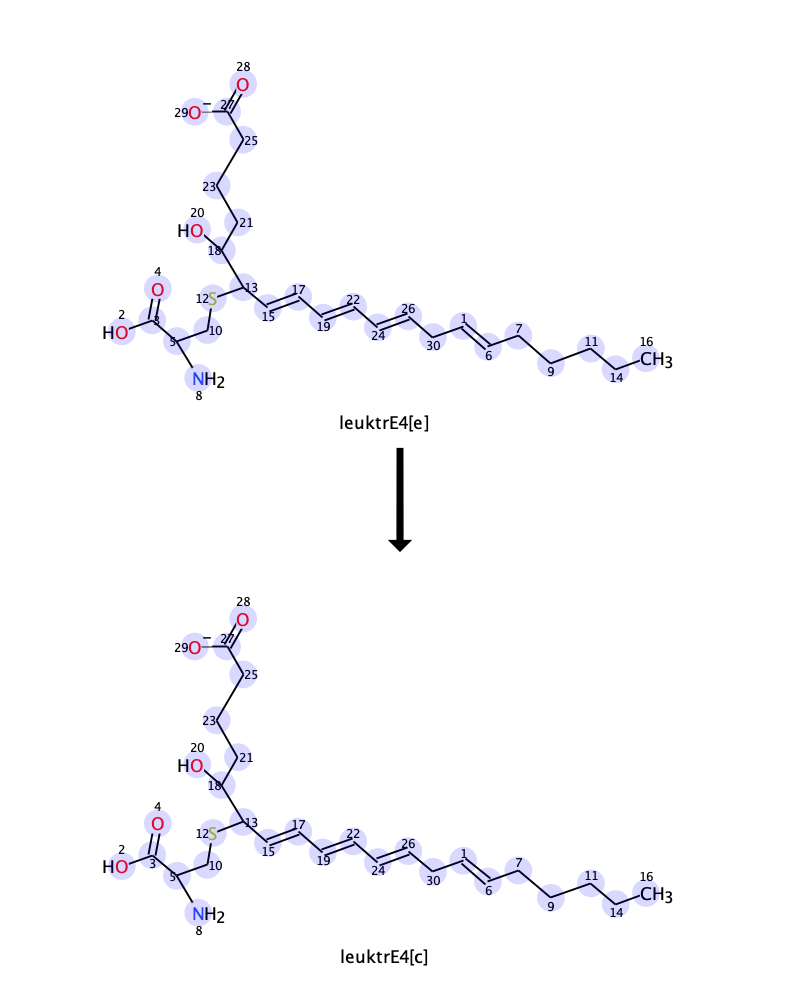 28
29 O − 27
25
23
20
HO 21
18
4
O 12 S 13 17
2 15 22
HO 3 10 19 26 1
5 24 30 7 11 16
6 CH3
9 14
NH2
8
leuktrE4[e]
28
O
29 O − 27
25
23
20
HO 21
18
4
O 12 S 13 17
2 15 22
HO 3 10 19 26 1
5 24 30 7 11 16
6 CH3
9 14
NH2
8
leuktrE4[c]